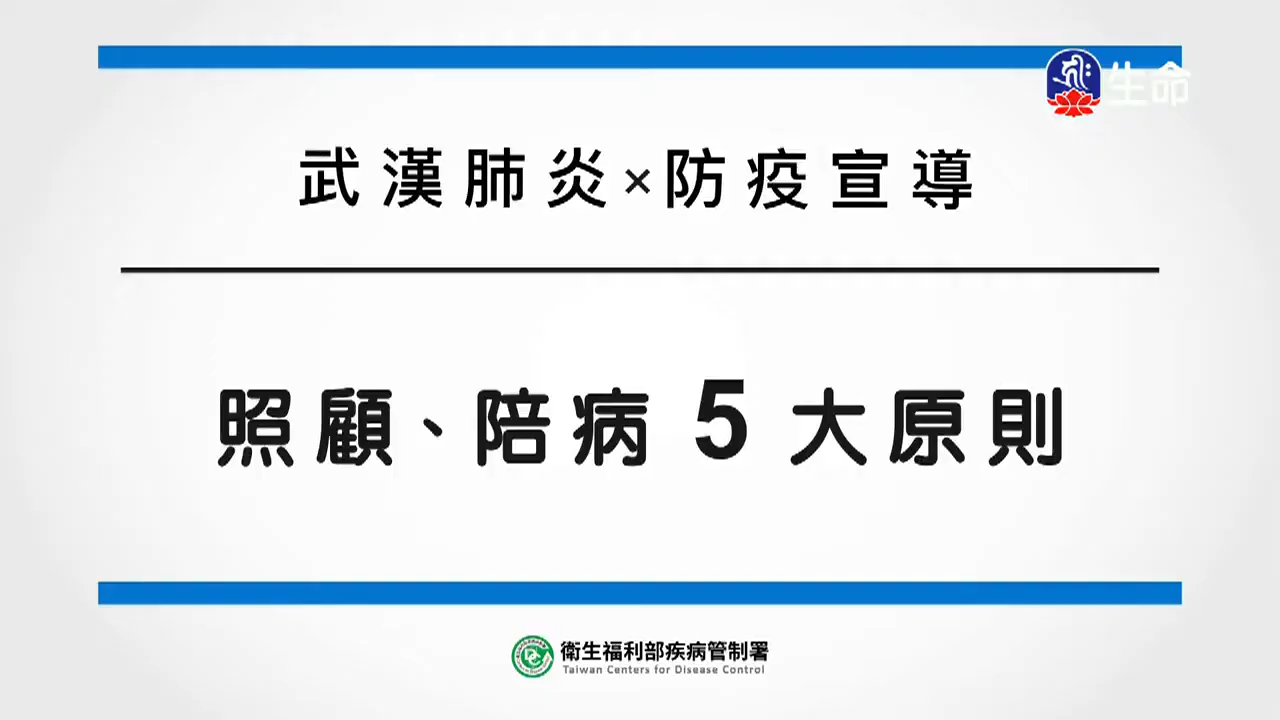 生命
武漢肺炎×防疫宣導
照顧、陪病 5 大原則
衛生福利部疾病管制署
Taiwan Centers for Disease Control